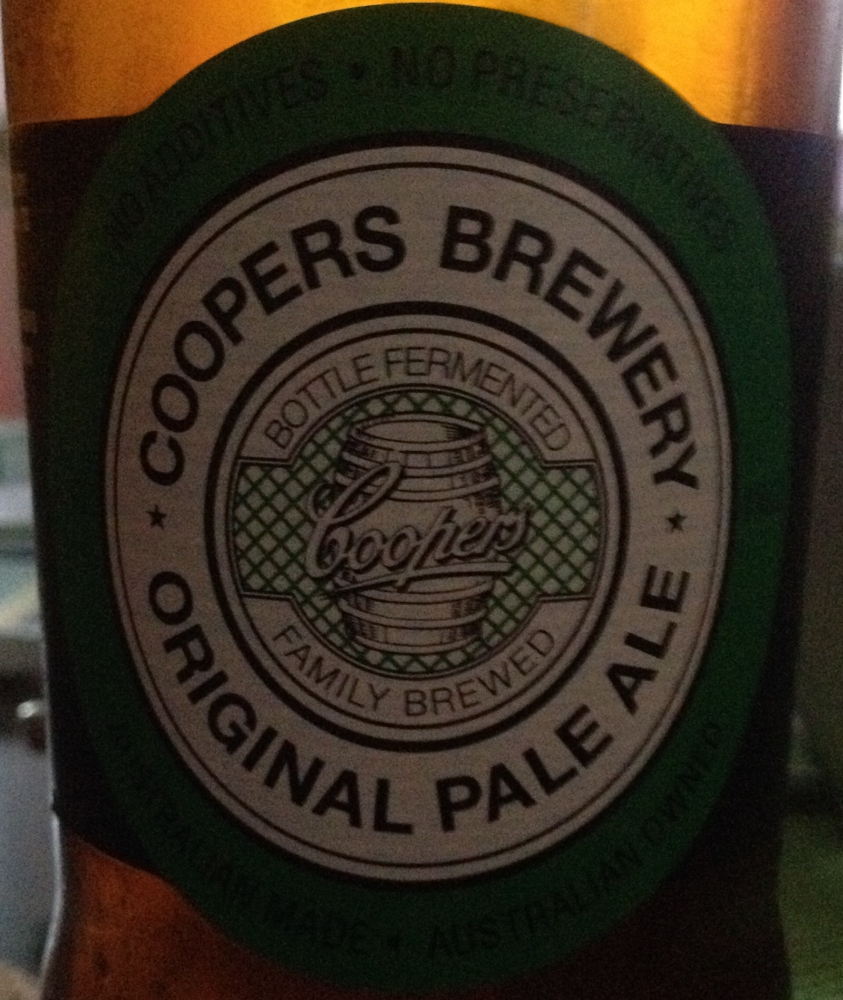 NO ADDITIVES • NO PRESERVATIVES
COOPERS BREWERY
BOTTLE FERMENTED
Coopers
FAMILY BREWED
ORIGINAL PALE ALE
AUSTRALIAN MADE • AUSTRALIAN OWNED